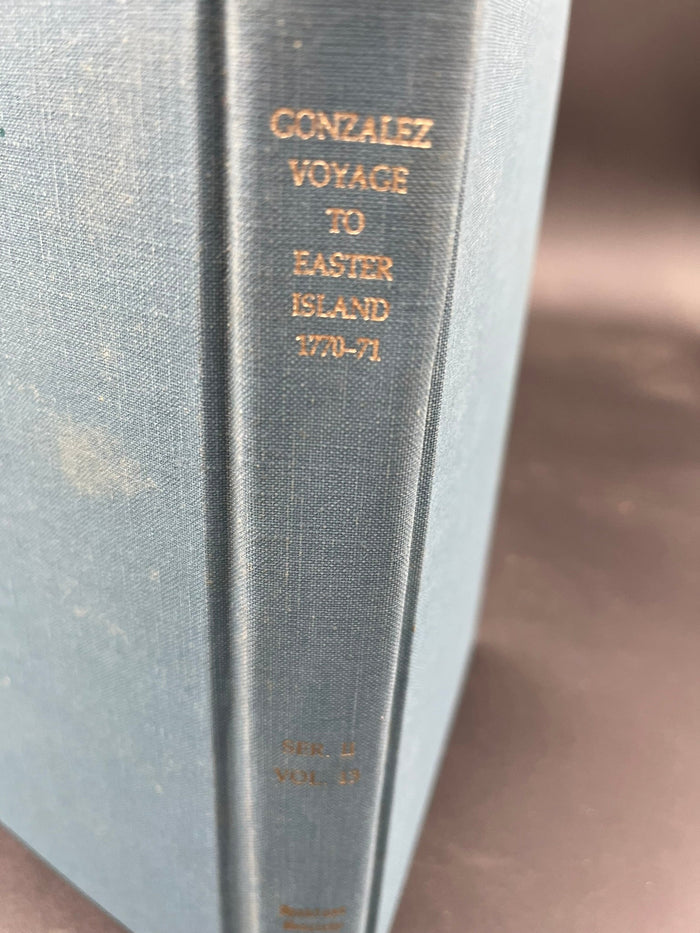 GONZALEZ
VOYAGE
TO
EASTER
ISLAND
1770-71
SER. II
VOL. 13